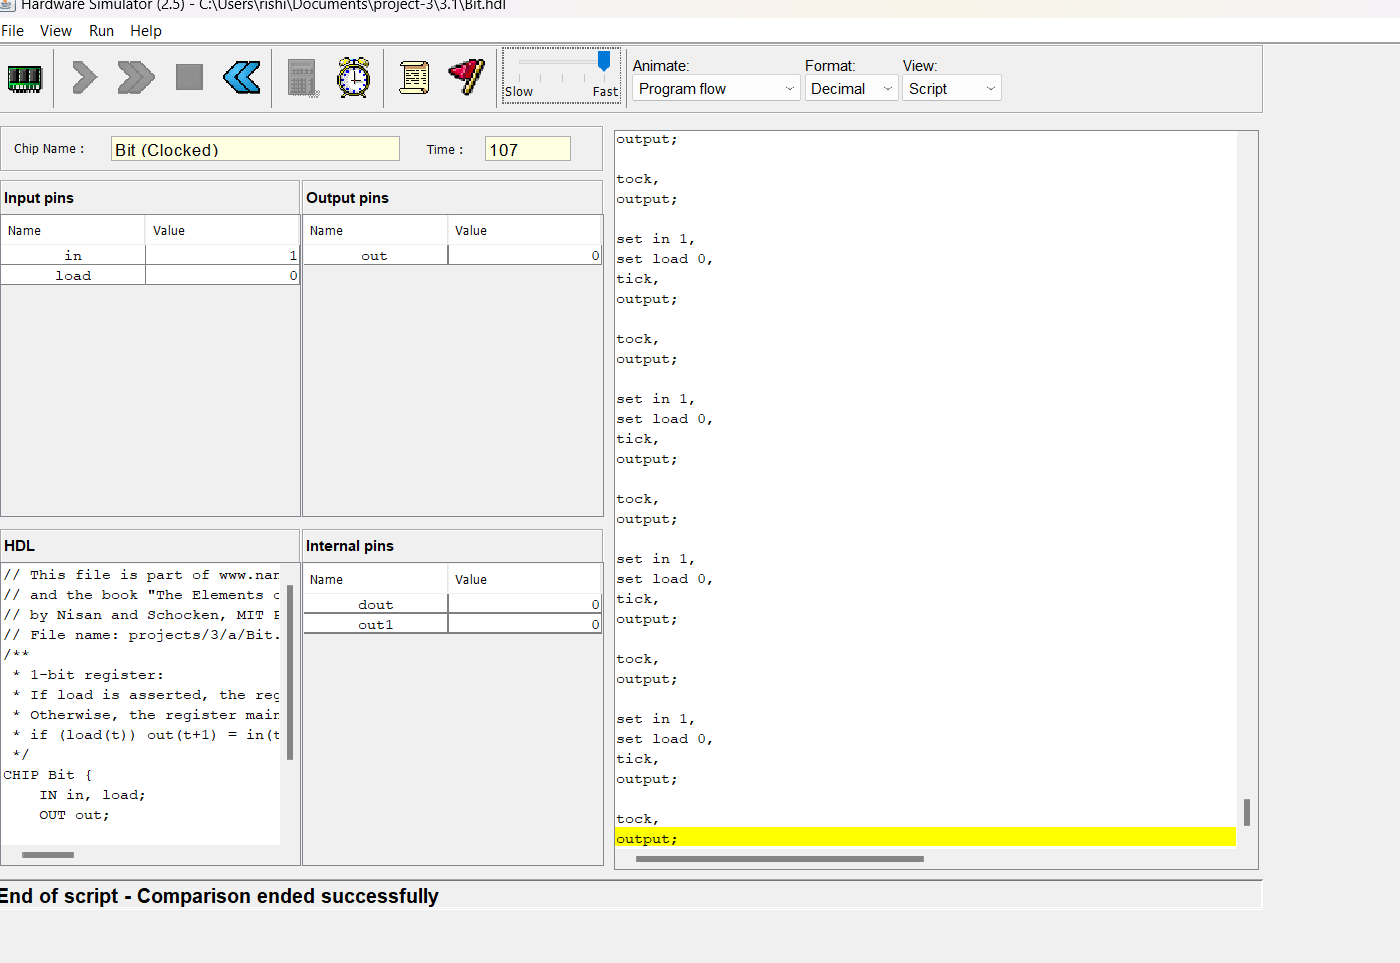 Hardware Simulator (2.5) - C:\Users\rishi\Documents\project-3\3.1\Bit.hdl
File View Run Help
Slow Fast
Animate:
Program flow
Format:
Decimal
View:
Script
Chip Name :
Bit (Clocked)
Time :
107
Input pins
Name Value
in 1
load 0
Output pins
Name Value
out 0
HDL
// This file is part of www.nan
// and the book "The Elements o
// by Nisan and Schocken, MIT P
// File name: projects/3/a/Bit.
/**
* 1-bit register:
* If load is asserted, the reg
* Otherwise, the register main
* if (load(t)) out(t+1) = in(t
*/
CHIP Bit {
IN in, load;
OUT out;
Internal pins
Name Value
dout 0
out1 0
output;
tock,
output;
set in 1,
set load 0,
tick,
output;
tock,
output;
set in 1,
set load 0,
tick,
output;
tock,
output;
set in 1,
set load 0,
tick,
output;
tock,
output;
set in 1,
set load 0,
tick,
output;
tock,
output;
End of script - Comparison ended successfully